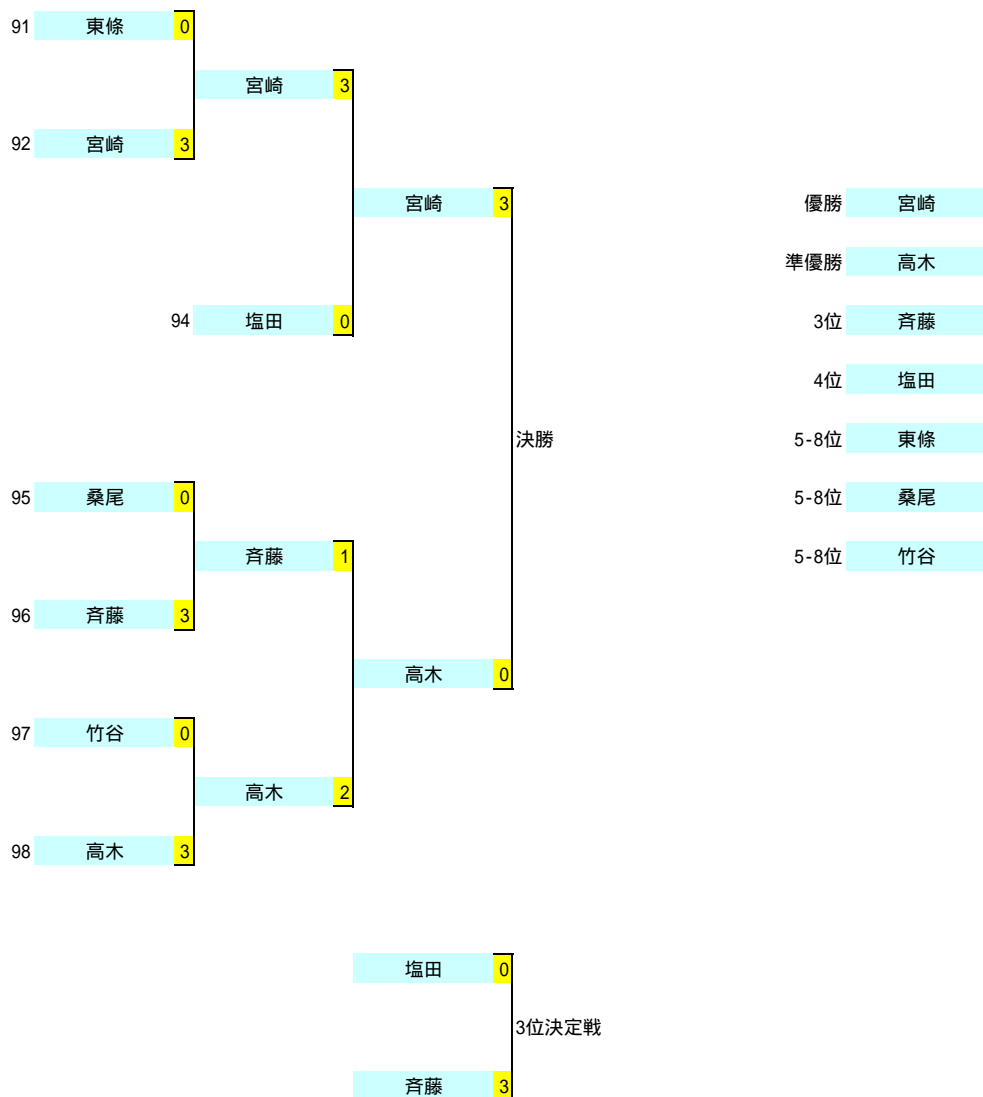 91 東條 0
宮崎 3
92 宮崎 3
宮崎 3
優勝 宮崎
準優勝 高木
94 塩田 0
3位 斉藤
4位 塩田
決勝
5-8位 東條
95 桑尾 0
5-8位 桑尾
斉藤 1
5-8位 竹谷
96 斉藤 3
高木 0
97 竹谷 0
高木 2
98 高木 3
塩田 0
3位決定戦
斉藤 3